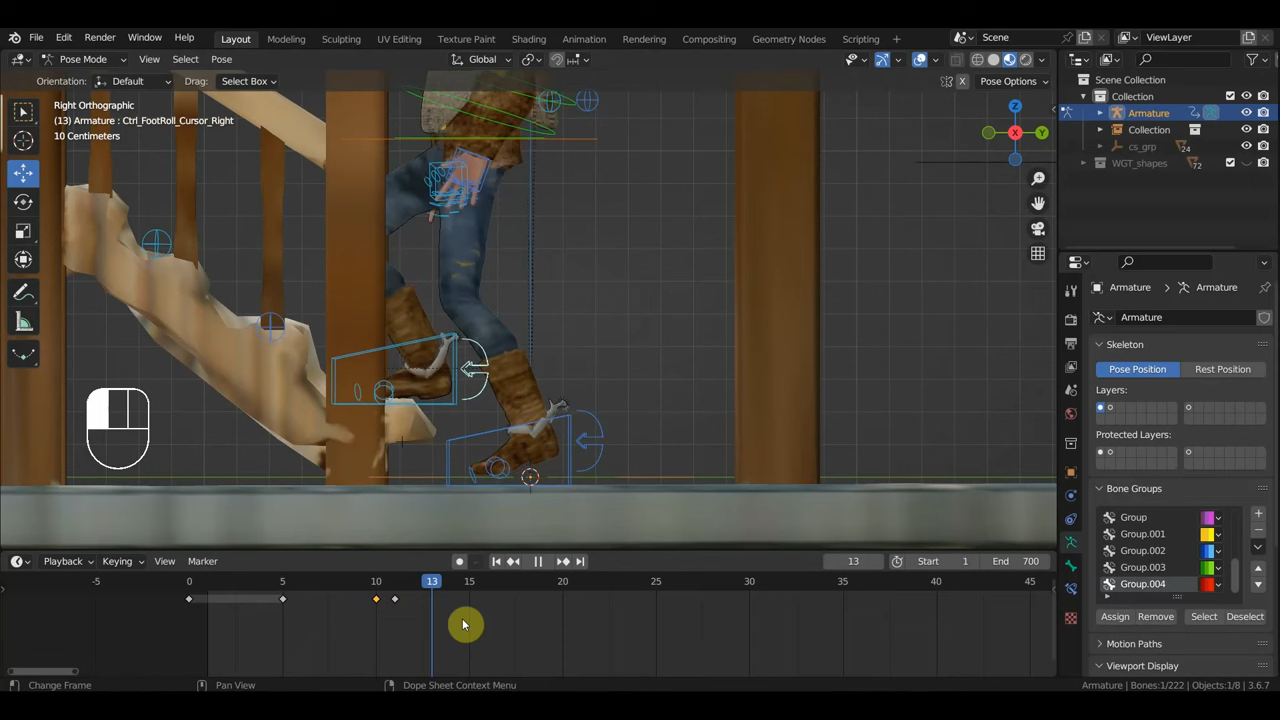 File Edit Render Window Help Layout Modeling Sculpting UV Editing Texture Paint Shading Animation Rendering Compositing Geometry Nodes Scripting + Scene ViewLayer
Pose Mode View Select Pose Global
Orientation: Default Drag: Select Box X Pose Options
Right Orthographic
(13) Armature : Ctrl_FootRoll_Cursor_Right
10 Centimeters
X
Y
Z
Scene Collection
Collection
Armature
Collection
cs_grp 24
WGT_shapes 72
Armature Armature
Armature
Skeleton
Pose Position Rest Position
Layers:
Protected Layers:
Bone Groups
Group
Group.001
Group.002
Group.003
Group.004
Assign Remove Select Deselect
Motion Paths
Viewport Display
Playback Keying View Marker 13 Start 1 End 700
-5 0 5 10 13 15 20 25 30 35 40 45
Change Frame Pan View Dope Sheet Context Menu Armature | Bones:1/222 | Objects:1/8 | 3.6.7